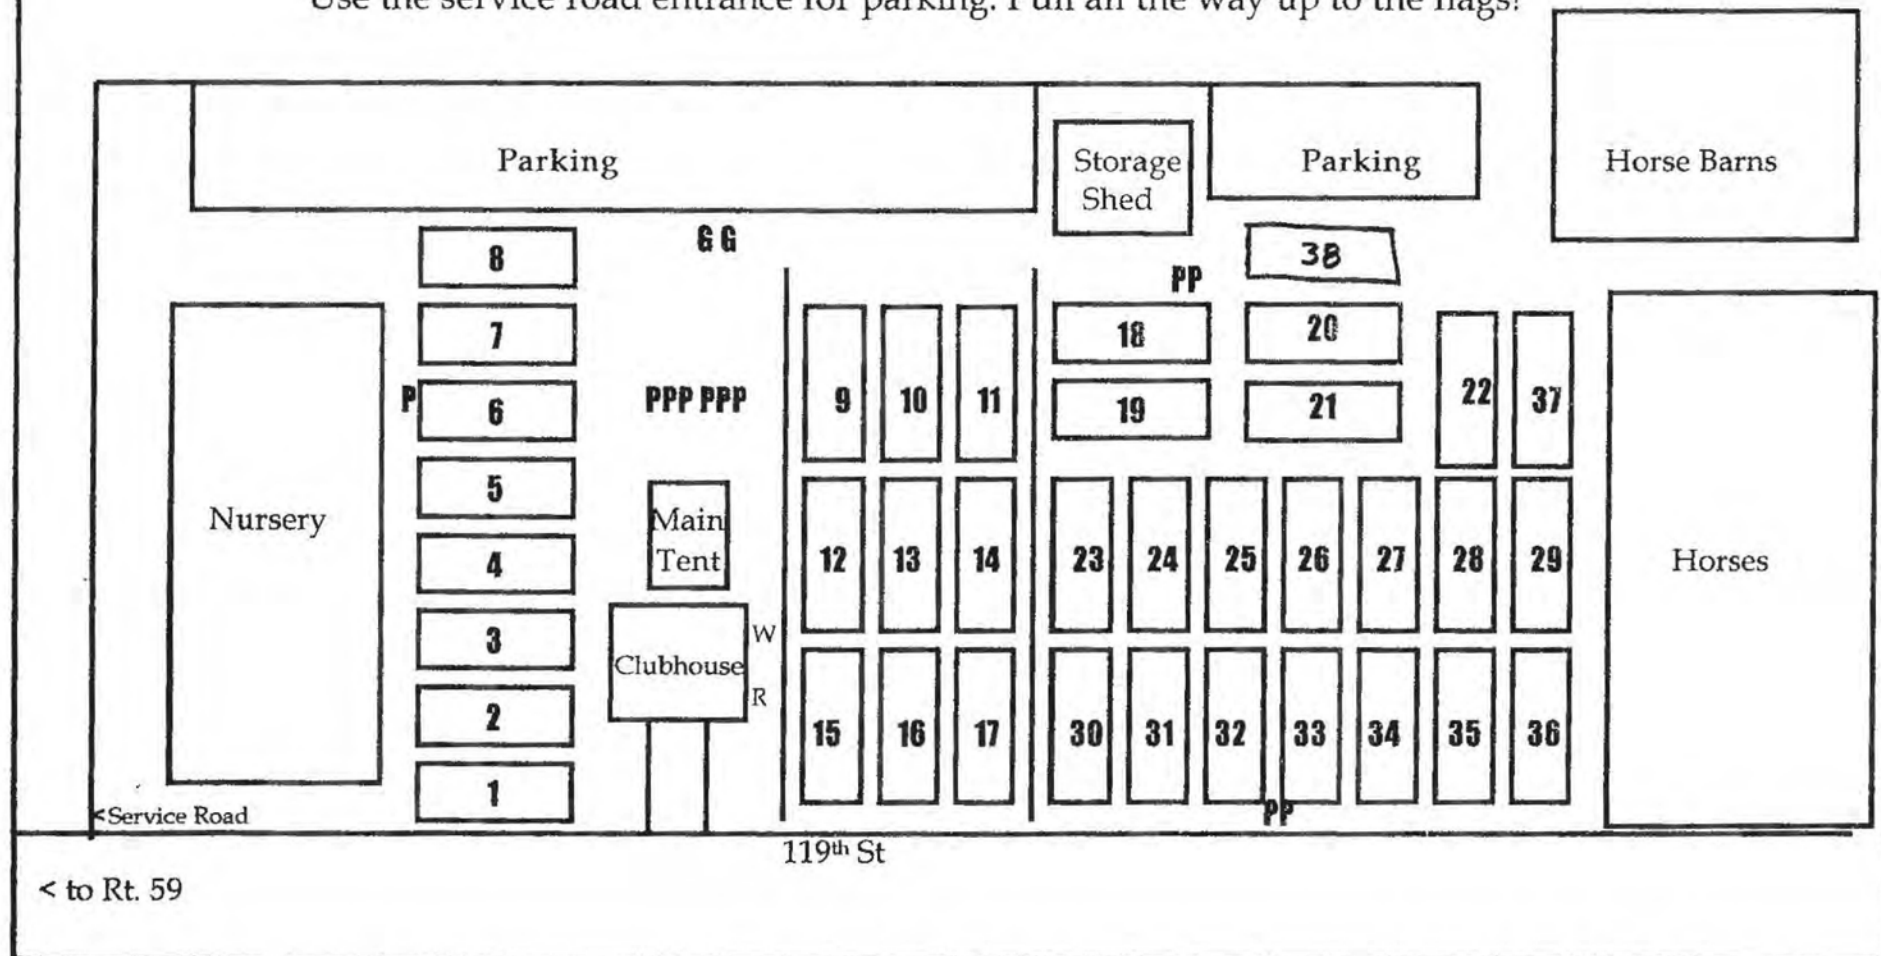 Use the service road entrance for parking. Pull all the way up to the flags!
Parking
Storage
Shed
Parking
Horse Barns
8
G G
38
PP
7
18
20
22
37
P
6
PPP PPP
9
10
11
19
21
5
Nursery
Main
Tent
4
12
13
14
23
24
25
26
27
28
29
Horses
3
W
Clubhouse
R
2
15
16
17
30
31
32
33
34
35
36
1
PP
<Service Road
119th St
< to Rt. 59